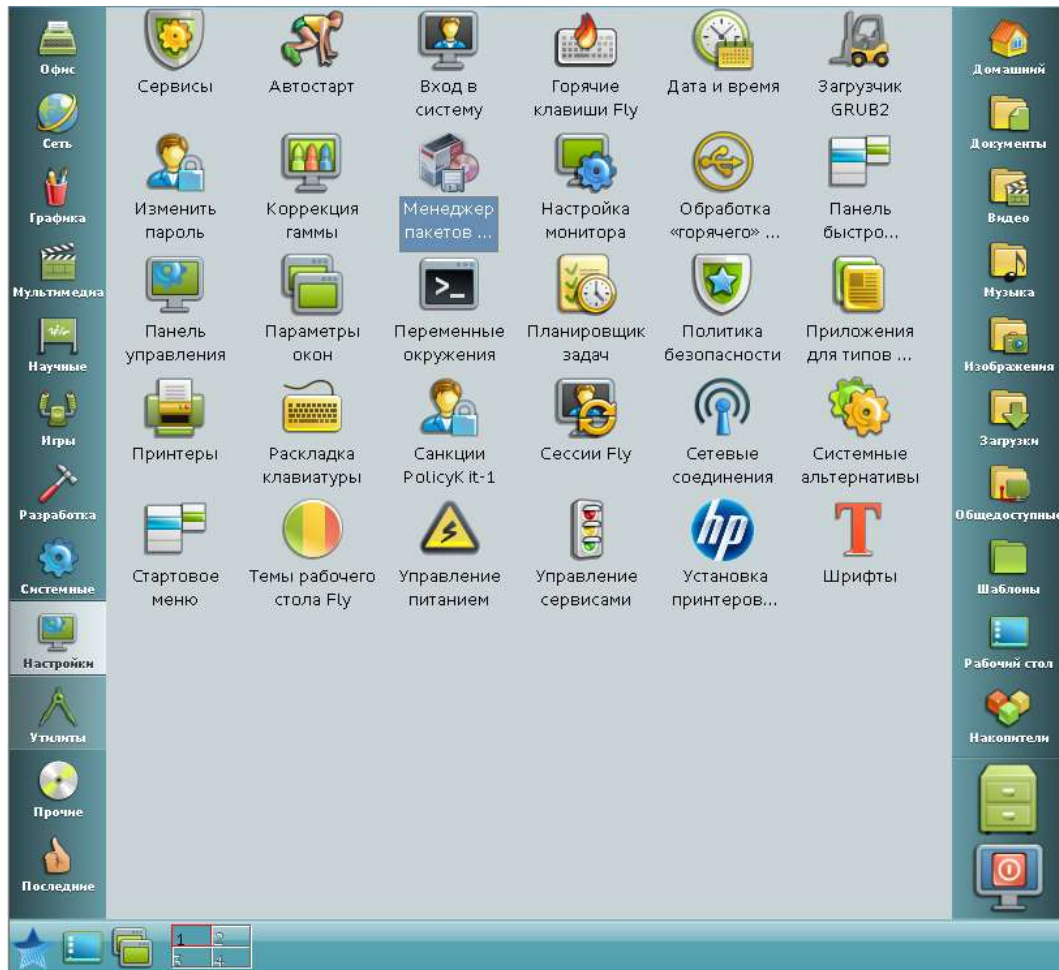 Офис
Сеть
Графика
Мультимедиа
Научные
Игры
Разработка
Системные
Настройки
Утилиты
Прочие
Последние
Сервисы
Автостарт
Вход в
систему
Горячие
клавиши Fly
Дата и время
Загрузчик
GRUB2
Изменить
пароль
Коррекция
гаммы
Менеджер
пакетов ...
Настройка
монитора
Обработка
«горячего» ...
Панель
быстро...
Панель
управления
Параметры
окон
Переменные
окружения
Планировщик
задач
Политика
безопасности
Приложения
для типов ...
Принтеры
Раскладка
клавиатуры
Санкции
PolicyKit-1
Сессии Fly
Сетевые
соединения
Системные
альтернативы
Стартовое
меню
Темы рабочего
стола Fly
Управление
питанием
Управление
сервисами
hp
Установка
принтеров...
Шрифты
Домашний
Документы
Видео
Музыка
Изображения
Загрузки
Общедоступные
Шаблоны
Рабочий стол
Накопители
1 2
3 4